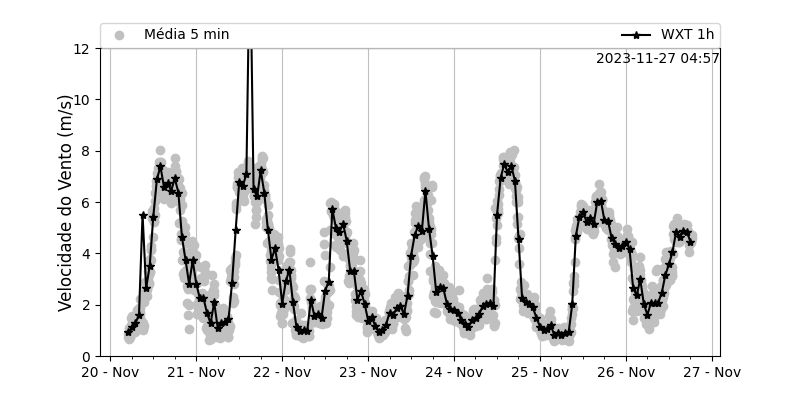 Média 5 min
WXT 1h
2023-11-27 04:57
Velocidade do Vento (m/s)
12
10
8
6
4
2
0
20 - Nov
21 - Nov
22 - Nov
23 - Nov
24 - Nov
25 - Nov
26 - Nov
27 - Nov